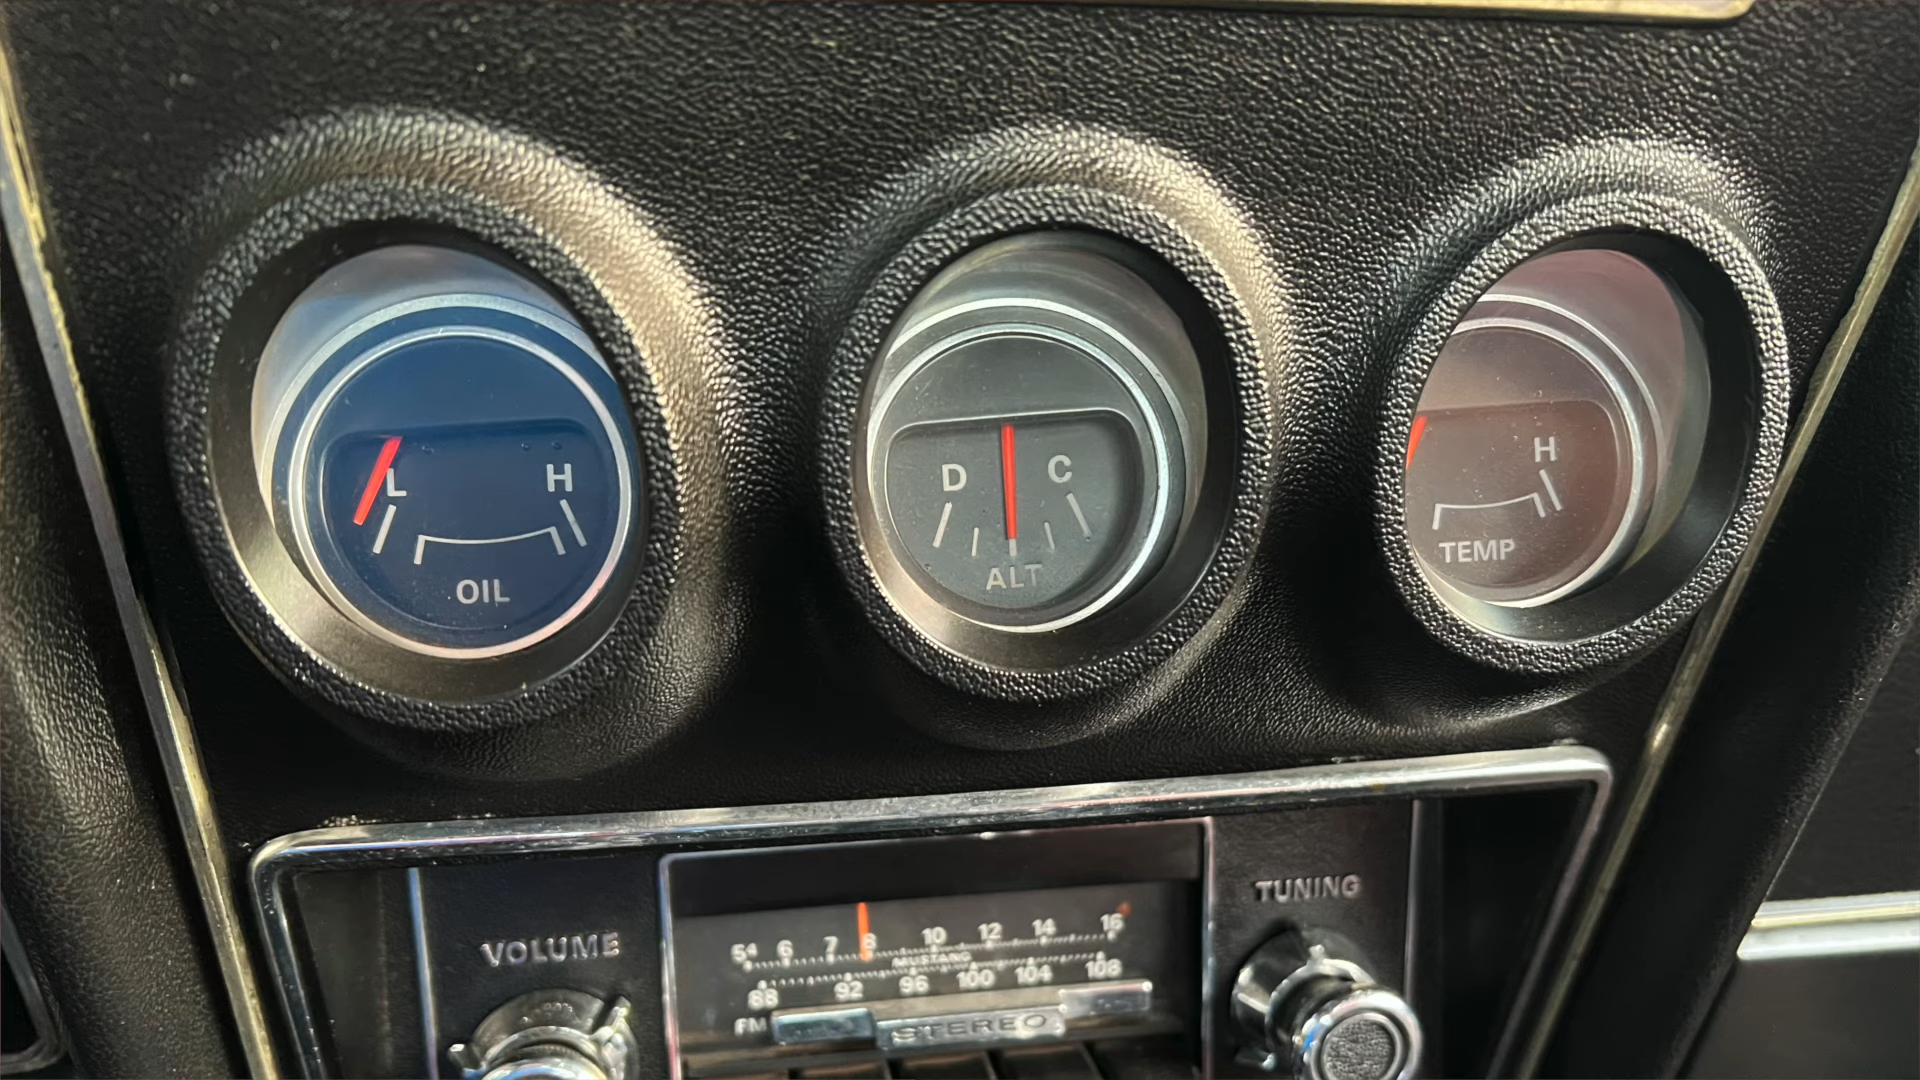 L H
OIL
D C
ALT
H
TEMP
VOLUME
TUNING
5⁴ 6 7 8 10 12 14 16
MUSTANG
88 92 96 100 104 108
FM
STEREO